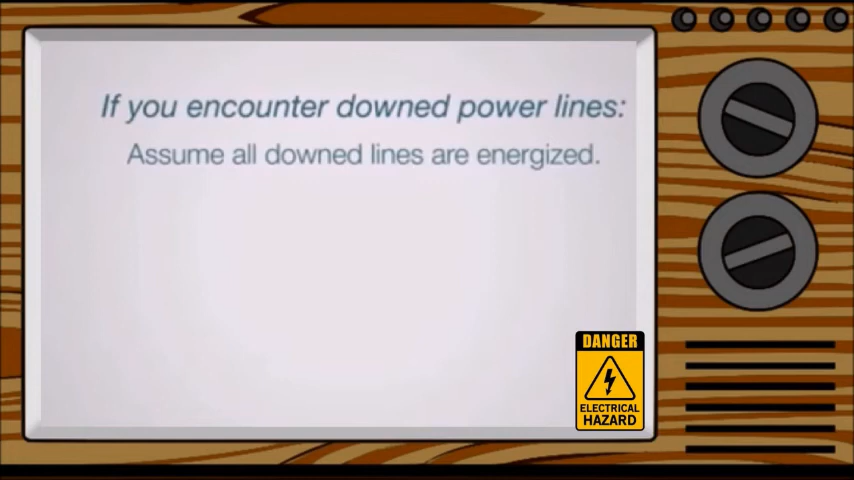 If you encounter downed power lines:
Assume all downed lines are energized.
DANGER
ELECTRICAL
HAZARD